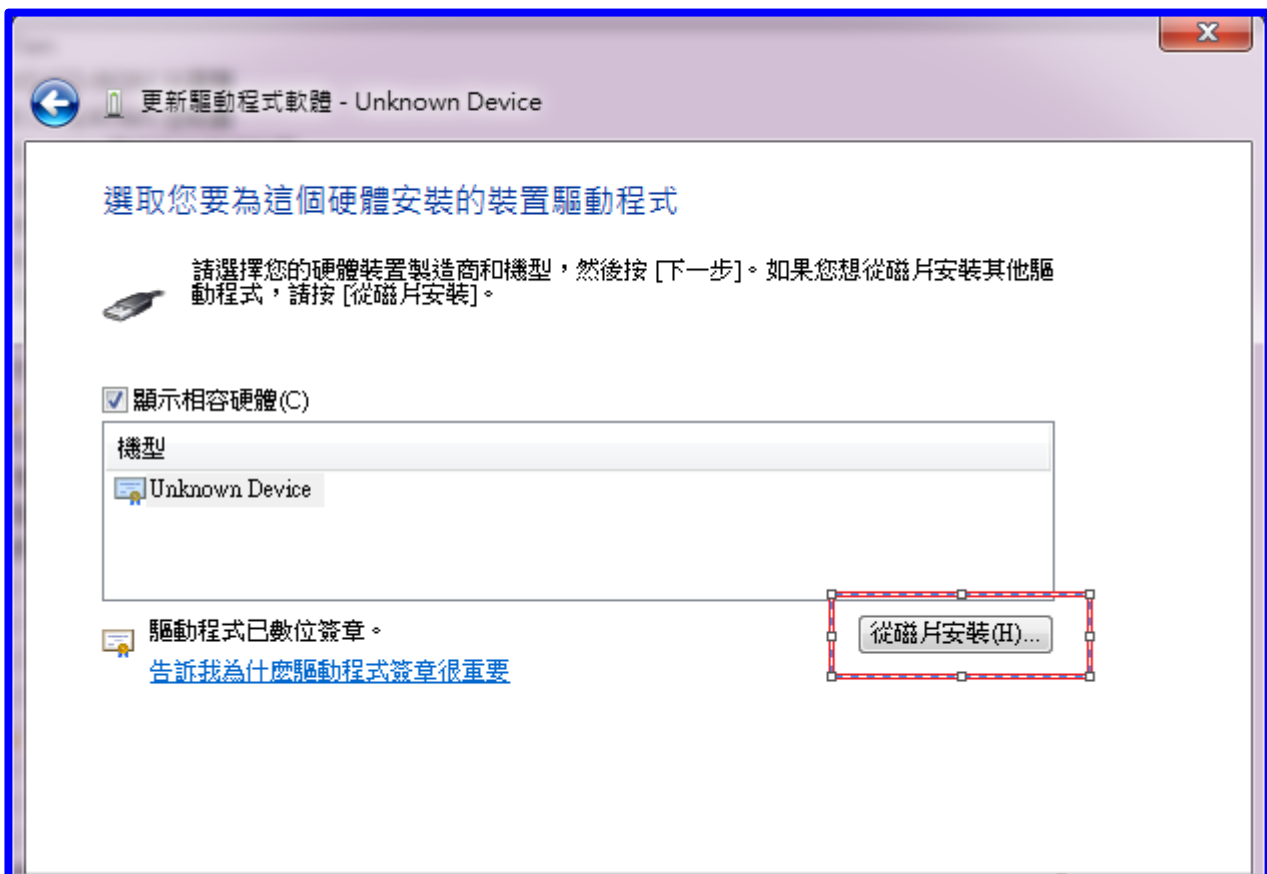 更新驅動程式軟體 - Unknown Device
選取您要為這個硬體安裝的裝置驅動程式
請選擇您的硬體裝置製造商和機型，然後按 [下一步]。如果您想從磁片安裝其他驅
動程式，請按 [從磁片安裝]。
顯示相容硬體(C)
機型
Unknown Device
驅動程式已數位簽章。
從磁片安裝(H)...
告訴我為什麼驅動程式簽章很重要